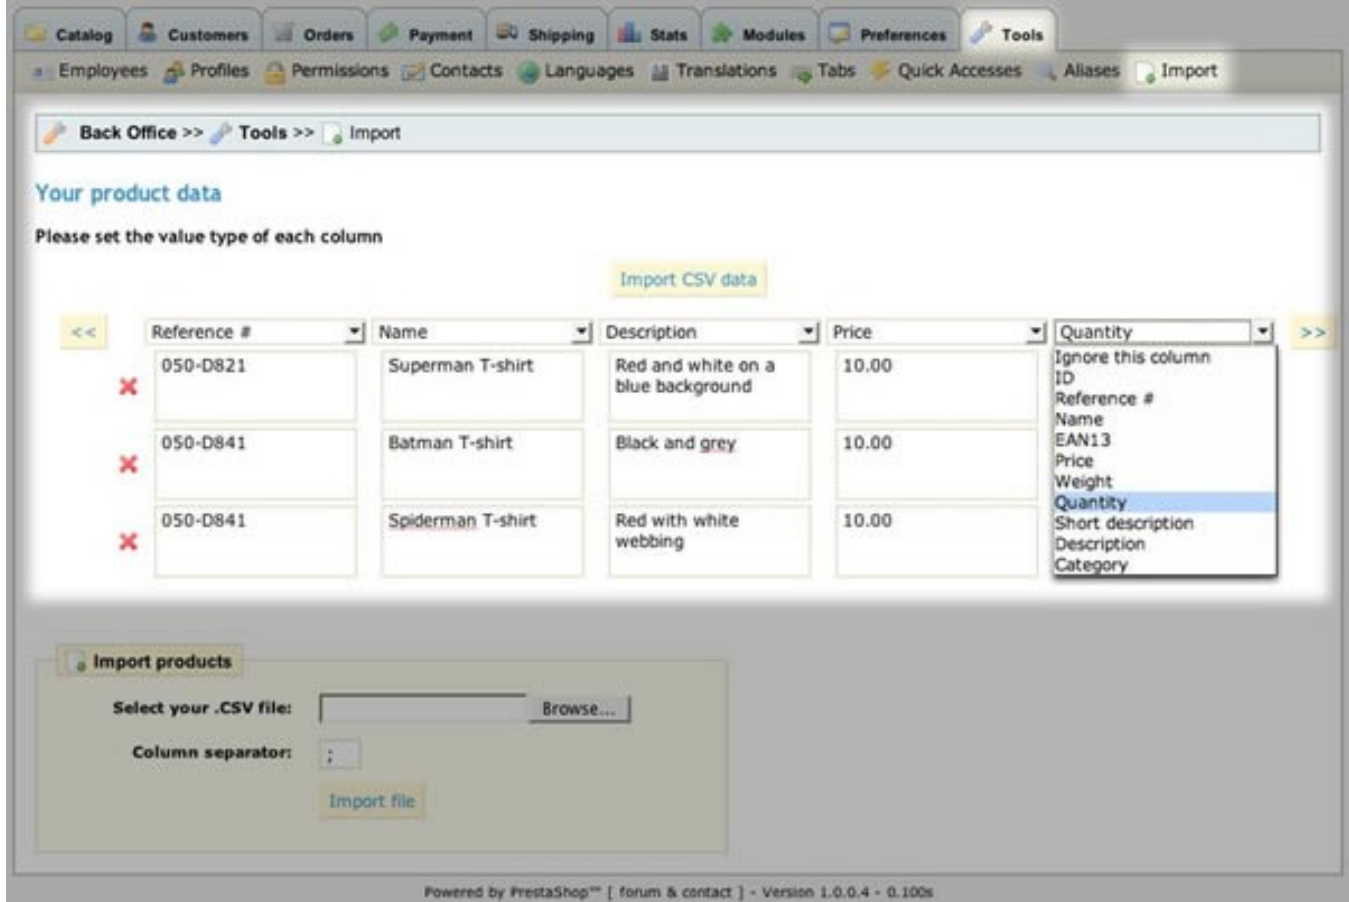 Catalog Customers Orders Payment Shipping Stats Modules Preferences Tools
Employees Profiles Permissions Contacts Languages Translations Tabs Quick Accesses Aliases Import
Back Office >> Tools >> Import
Your product data
Please set the value type of each column
Import CSV data
<< Reference # Name Description Price Quantity >>
Ignore this column
ID
Reference #
Name
EAN13
Price
Weight
Quantity
Short description
Description
Category
050-D821 Superman T-shirt Red and white on a 10.00
blue background
050-D841 Batman T-shirt Black and grey 10.00
050-D841 Spiderman T-shirt Red with white 10.00
webbing
Import products
Select your .CSV file: Browse...
Column separator: ;
Import file
Powered by PrestaShop™ [ forum & contact ] - Version 1.0.0.4 - 0.100s